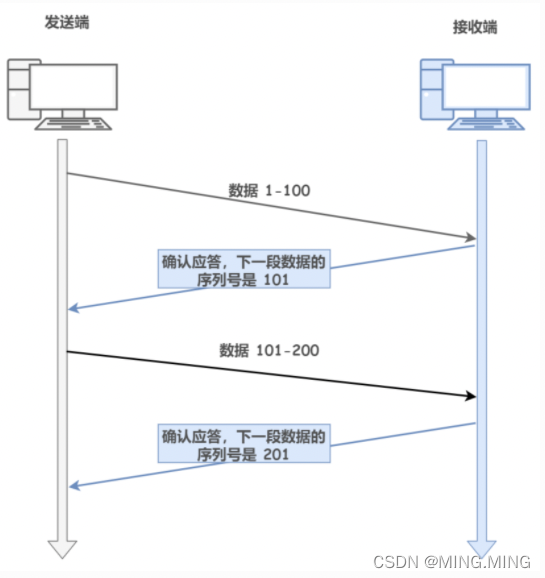 发送端
接收端
数据 1-100
确认应答，下一段数据的
序列号是 101
数据 101-200
确认应答，下一段数据的
序列号是 201
CSDN @MING.MING